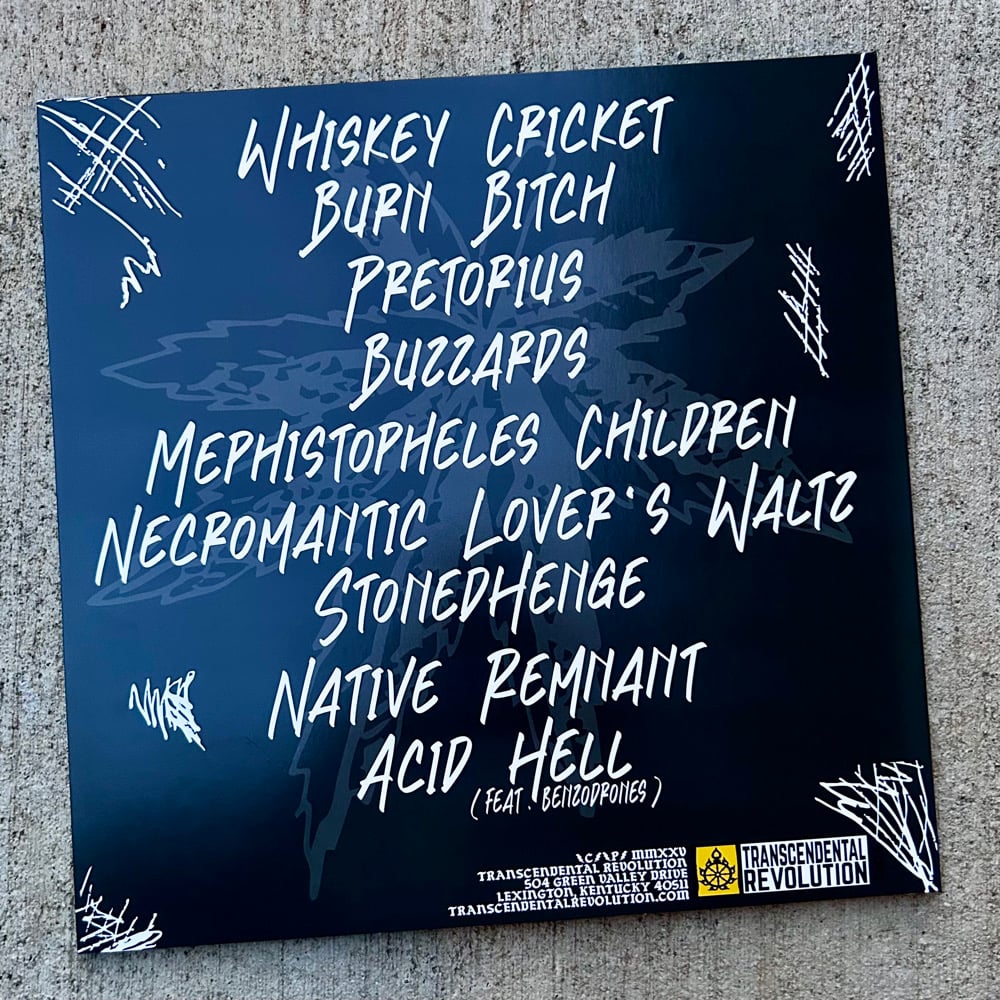 Whiskey Cricket
Burn Bitch
Pretorius
Buzzards
Mephistopheles Children
Necromantic Lover's Waltz
StonedHenge
Native Remnant
Acid Hell
(feat. Benzodrones)
\C/\P/ MMXXV
TRANSCENDENTAL REVOLUTION
504 GREEN VALLEY DRIVE
LEXINGTON, KENTUCKY 40511
TRANSCENDENTALREVOLUTION.COM
TRANSCENDENTAL
REVOLUTION